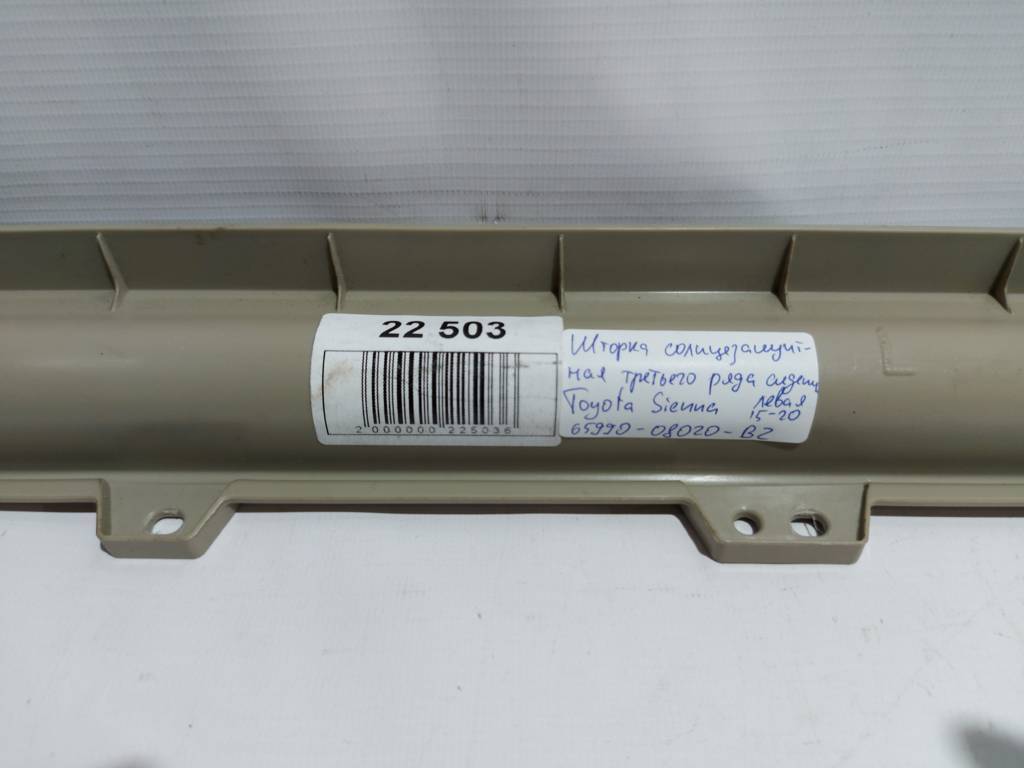 22 503
2 000000 225036
Шторка солнцезащит-
ная третьего ряда сидений
левая
Toyota Sienna 15-20
65990-08020-B2
L